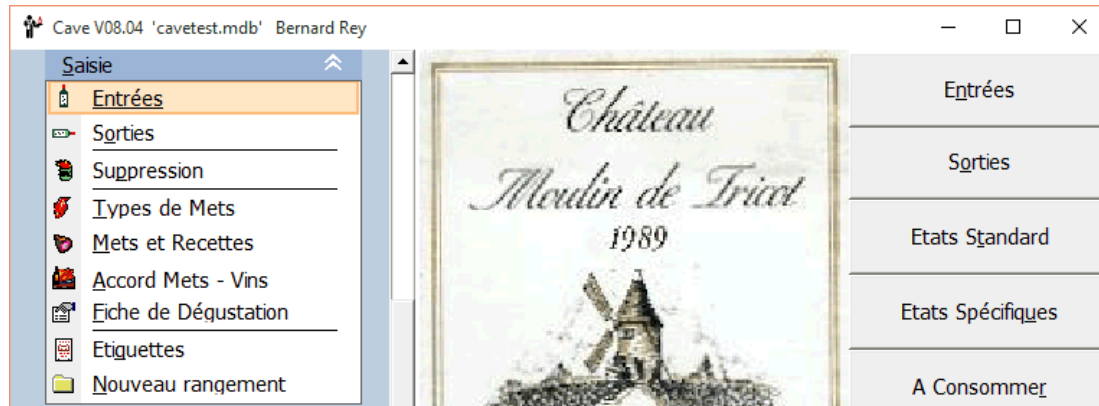 Cave V08.04 'cavetest.mdb' Bernard Rey
Saisie
Entrées
Sorties
Suppression
Types de Mets
Mets et Recettes
Accord Mets - Vins
Fiche de Dégustation
Etiquettes
Nouveau rangement
Château
Moulin de Tricot
1989
Entrées
Sorties
Etats Standard
Etats Spécifiques
A Consommer